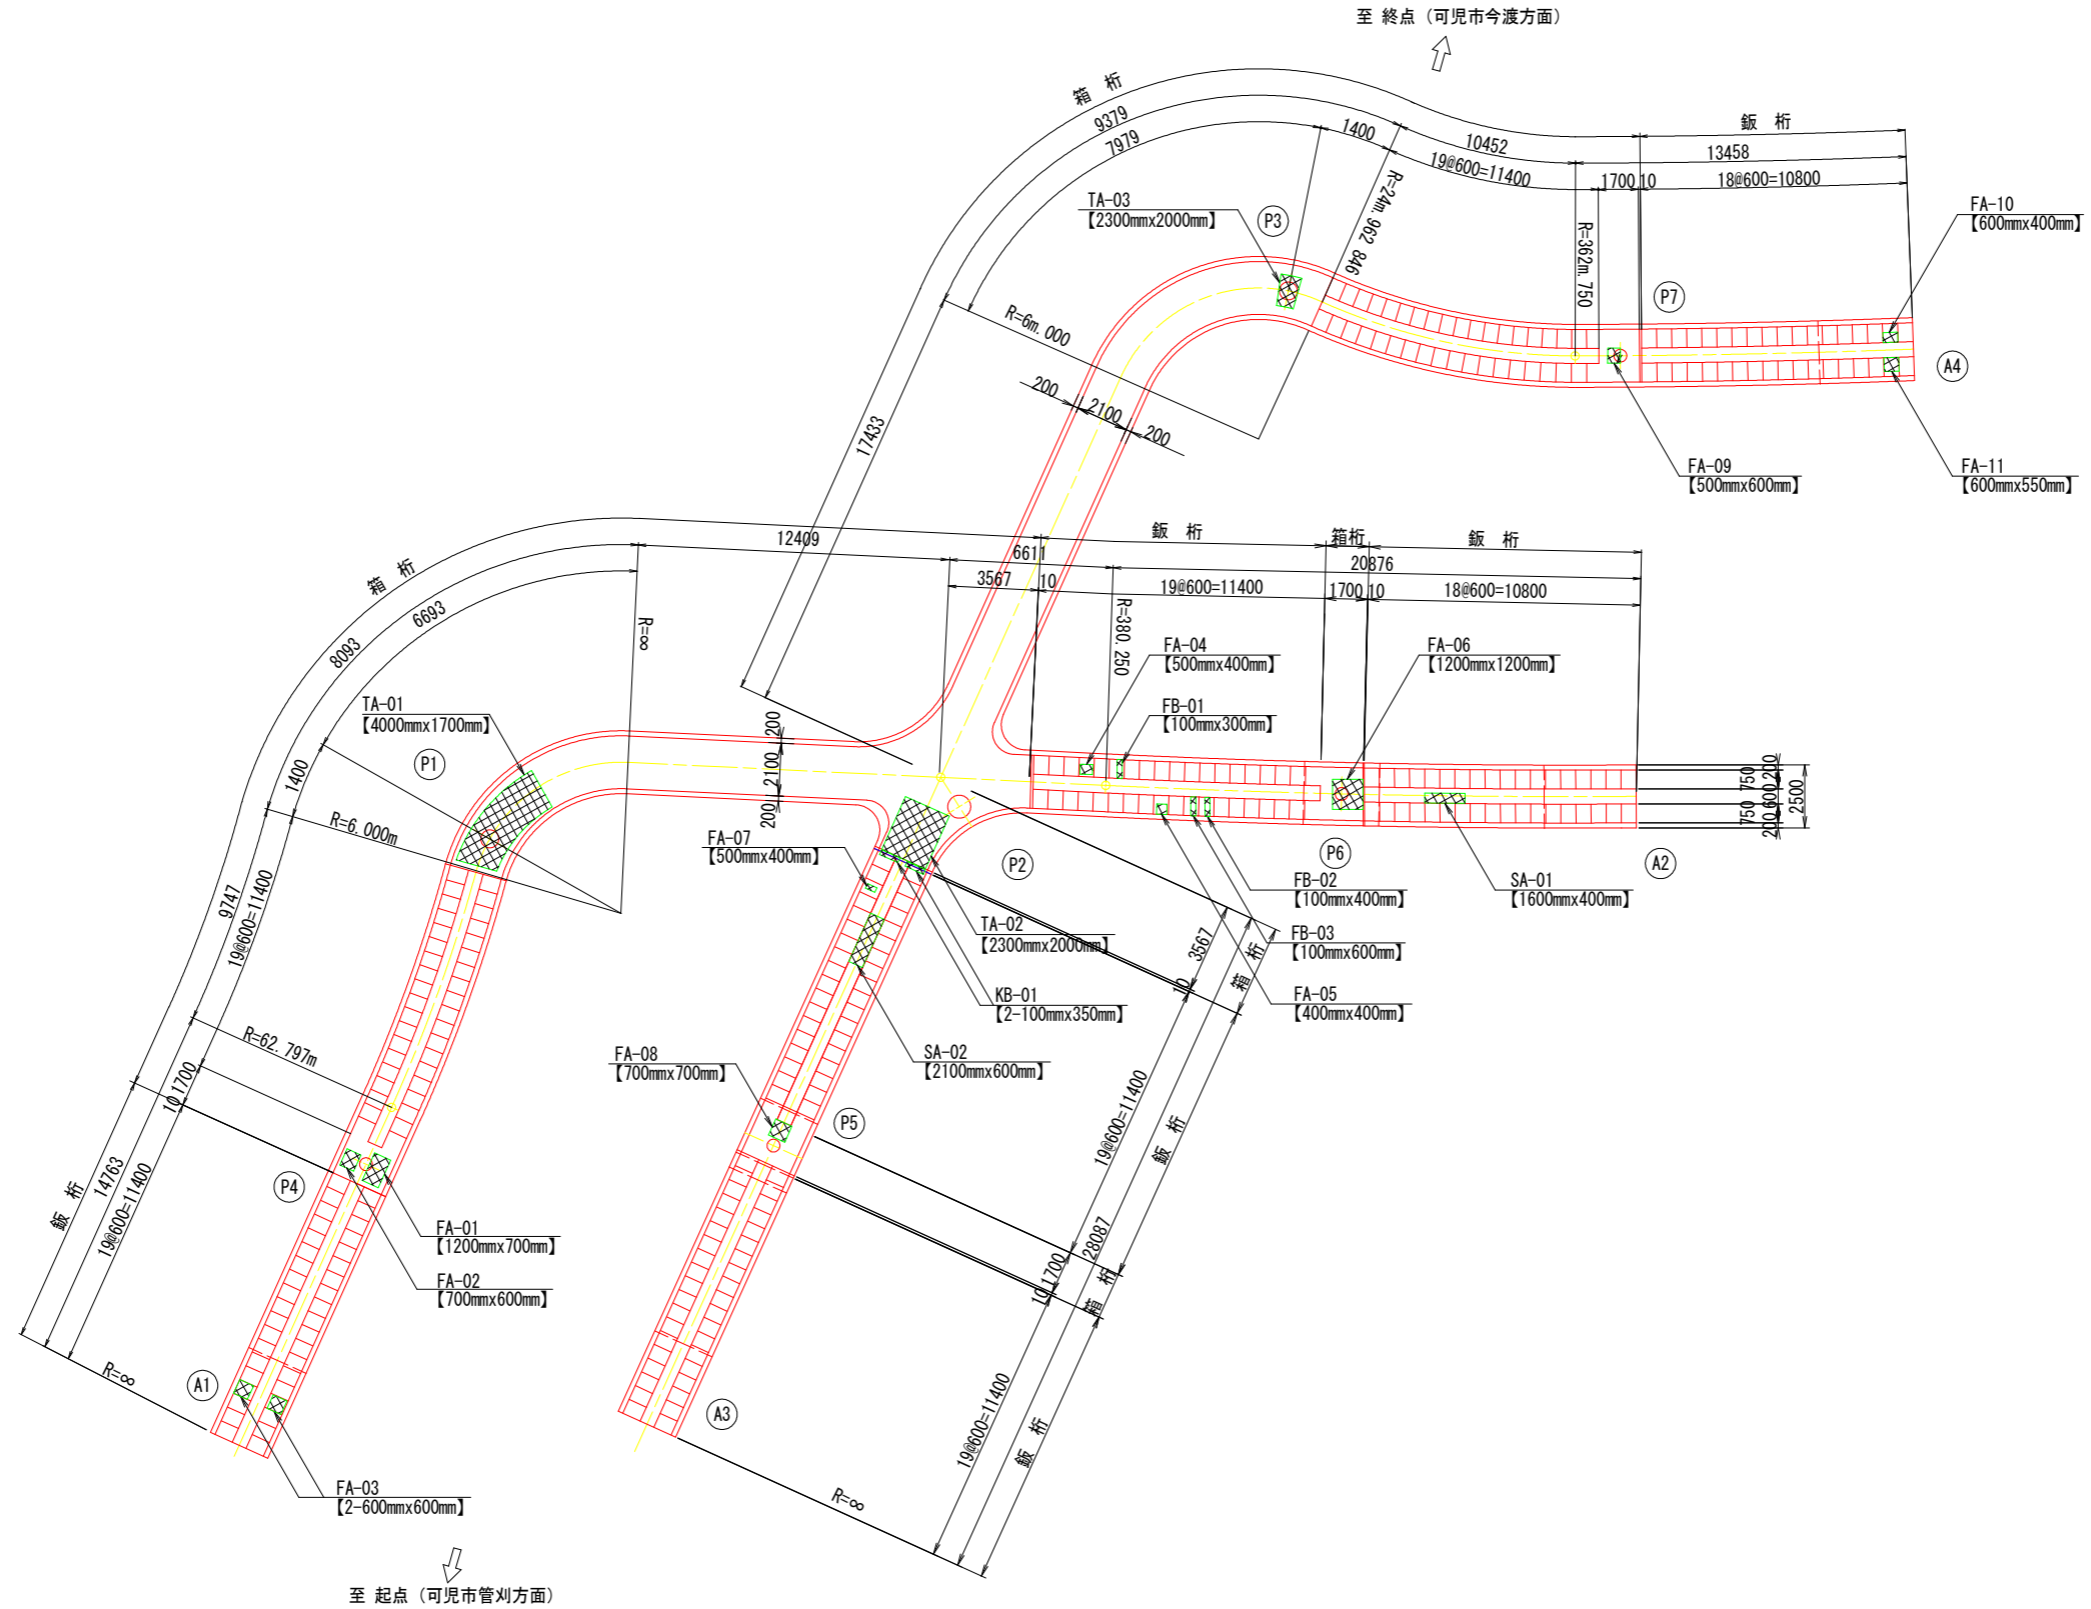 至 終点（可児市今渡方面）
箱 桁
9379
7979
1400
10452
19@600=11400
鈑 桁
13458
1700
10
18@600=10800
TA-03
【2300mmx2000mm】
P3
R=24m. 962 846
R=362m. 750
P7
FA-10
【600mmx400mm】
A4
R=6m. 000
200
2100
200
17433
FA-09
【500mmx600mm】
FA-11
【600mmx550mm】
12409
鈑 桁
箱桁
鈑 桁
6611
20876
3567
10
19@600=11400
1700
10
18@600=10800
箱 桁
6693
8093
R=∞
R=380. 250
FA-04
【500mmx400mm】
FA-06
【1200mmx1200mm】
FB-01
【100mmx300mm】
TA-01
【4000mmx1700mm】
P1
1400
R=6. 000m
200
2100
200
200
750
600
750
200
2500
FA-07
【500mmx400mm】
P2
P6
A2
FB-02
【100mmx400mm】
SA-01
【1600mmx400mm】
TA-02
【2300mmx2000mm】
FB-03
【100mmx600mm】
KB-01
【2-100mmx350mm】
FA-05
【400mmx400mm】
9747
19@600=11400
R=62. 797m
3567
10
箱 桁
FA-08
【700mmx700mm】
SA-02
【2100mmx600mm】
P5
1700
10
19@600=11400
鈑 桁
28087
14763
19@600=11400
鈑 桁
P4
FA-01
【1200mmx700mm】
FA-02
【700mmx600mm】
1700
10
箱 桁
R=∞
A1
A3
19@600=11400
鈑 桁
R=∞
FA-03
【2-600mmx600mm】
至 起点（可児市管刈方面）